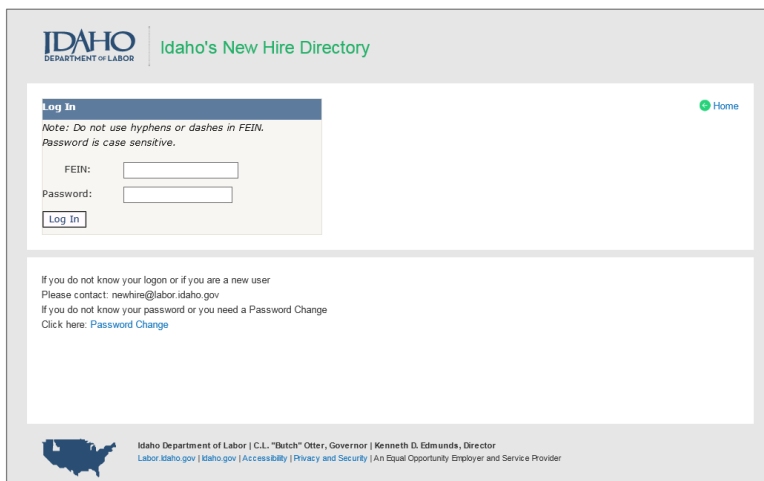 IDAHO
DEPARTMENT OF LABOR
Idaho's New Hire Directory
Log In
Home
Note: Do not use hyphens or dashes in FEIN.
Password is case sensitive.
FEIN:
Password:
Log In
If you do not know your logon or if you are a new user
Please contact: newhire@labor.idaho.gov
If you do not know your password or you need a Password Change
Click here: Password Change
Idaho Department of Labor | C.L. "Butch" Otter, Governor | Kenneth D. Edmunds, Director
Labor.Idaho.gov | Idaho.gov | Accessibility | Privacy and Security | An Equal Opportunity Employer and Service Provider